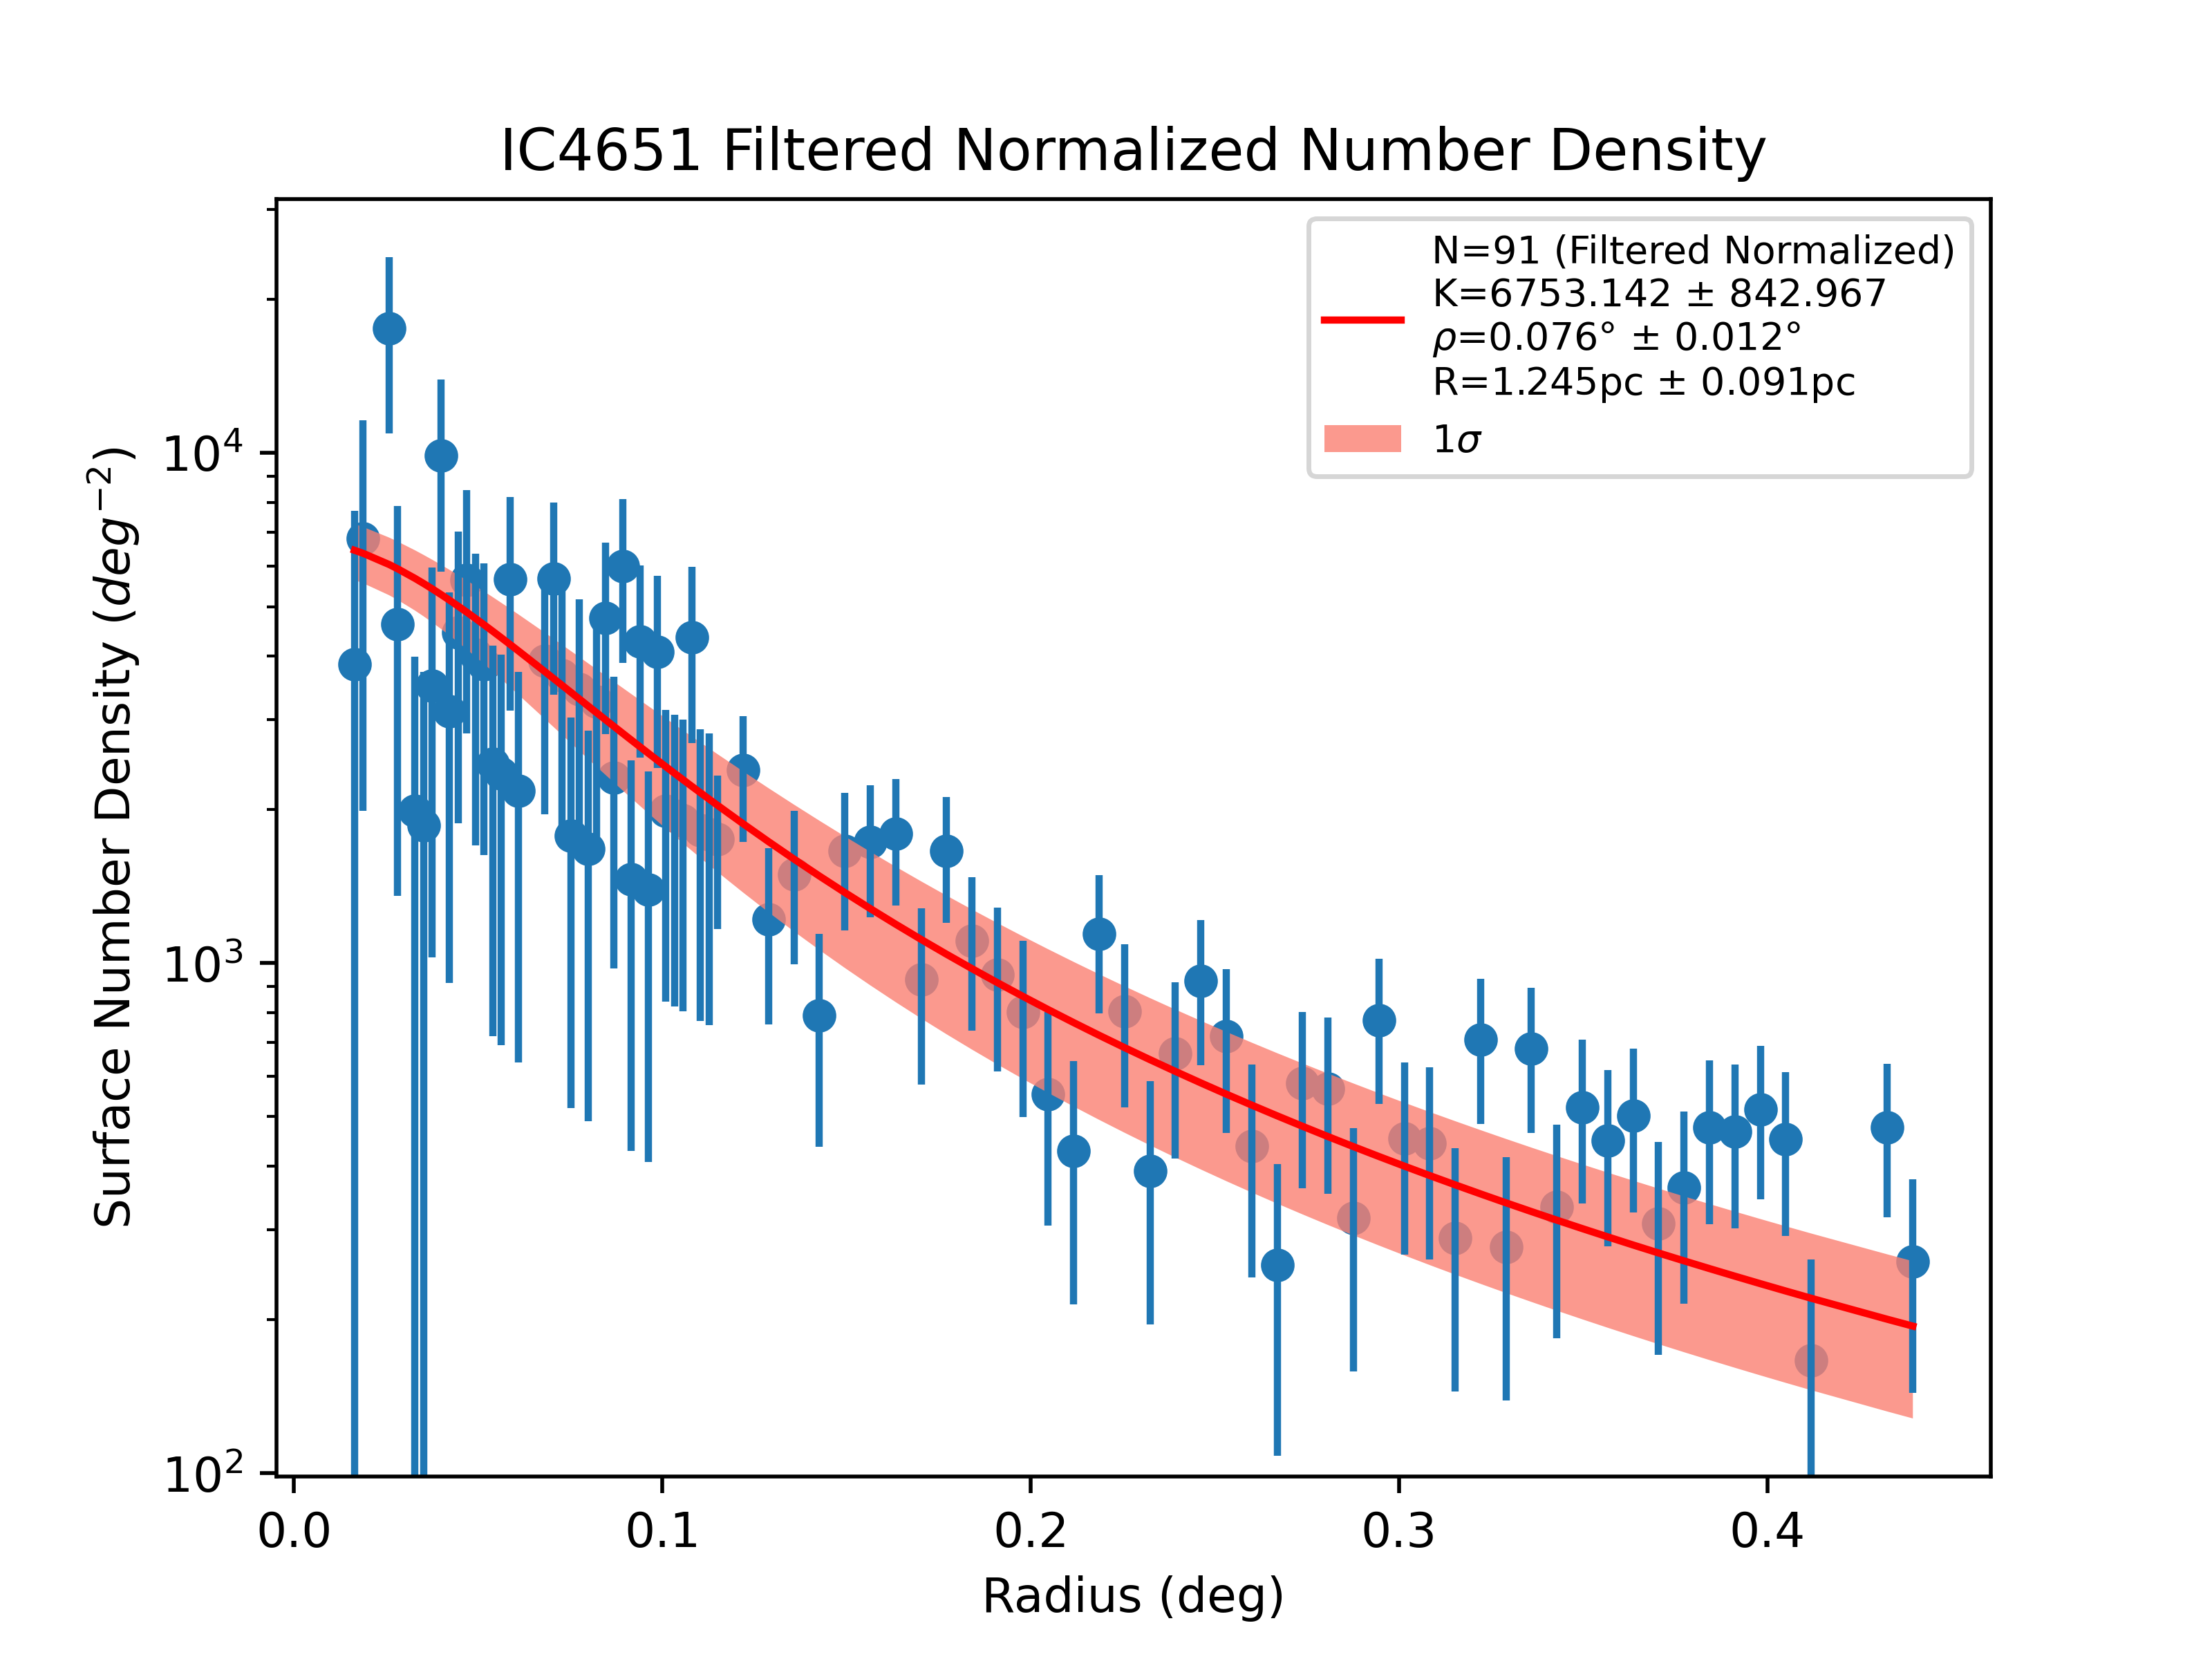 IC4651 Filtered Normalized Number Density
N=91 (Filtered Normalized)
K=6753.142 ± 842.967
ρ=0.076° ± 0.012°
R=1.245pc ± 0.091pc
1σ
Surface Number Density (deg⁻²)
10⁴
10³
10²
0.0 0.1 0.2 0.3 0.4
Radius (deg)